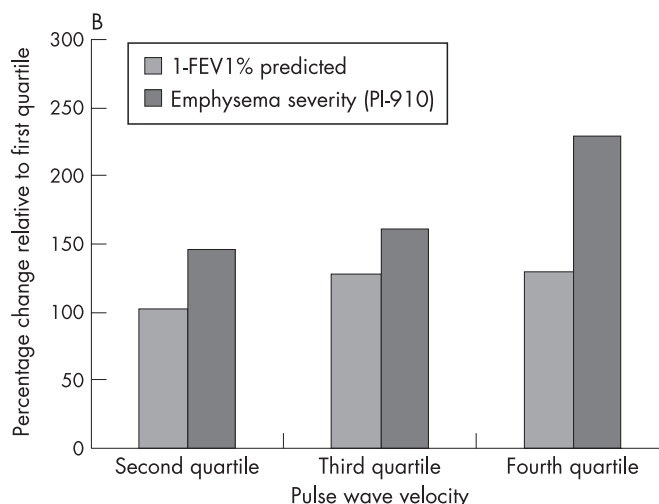 B
300
250
200
150
100
50
0
Percentage change relative to first quartile
1-FEV1% predicted
Emphysema severity (PI-910)
Second quartile Third quartile Fourth quartile
Pulse wave velocity